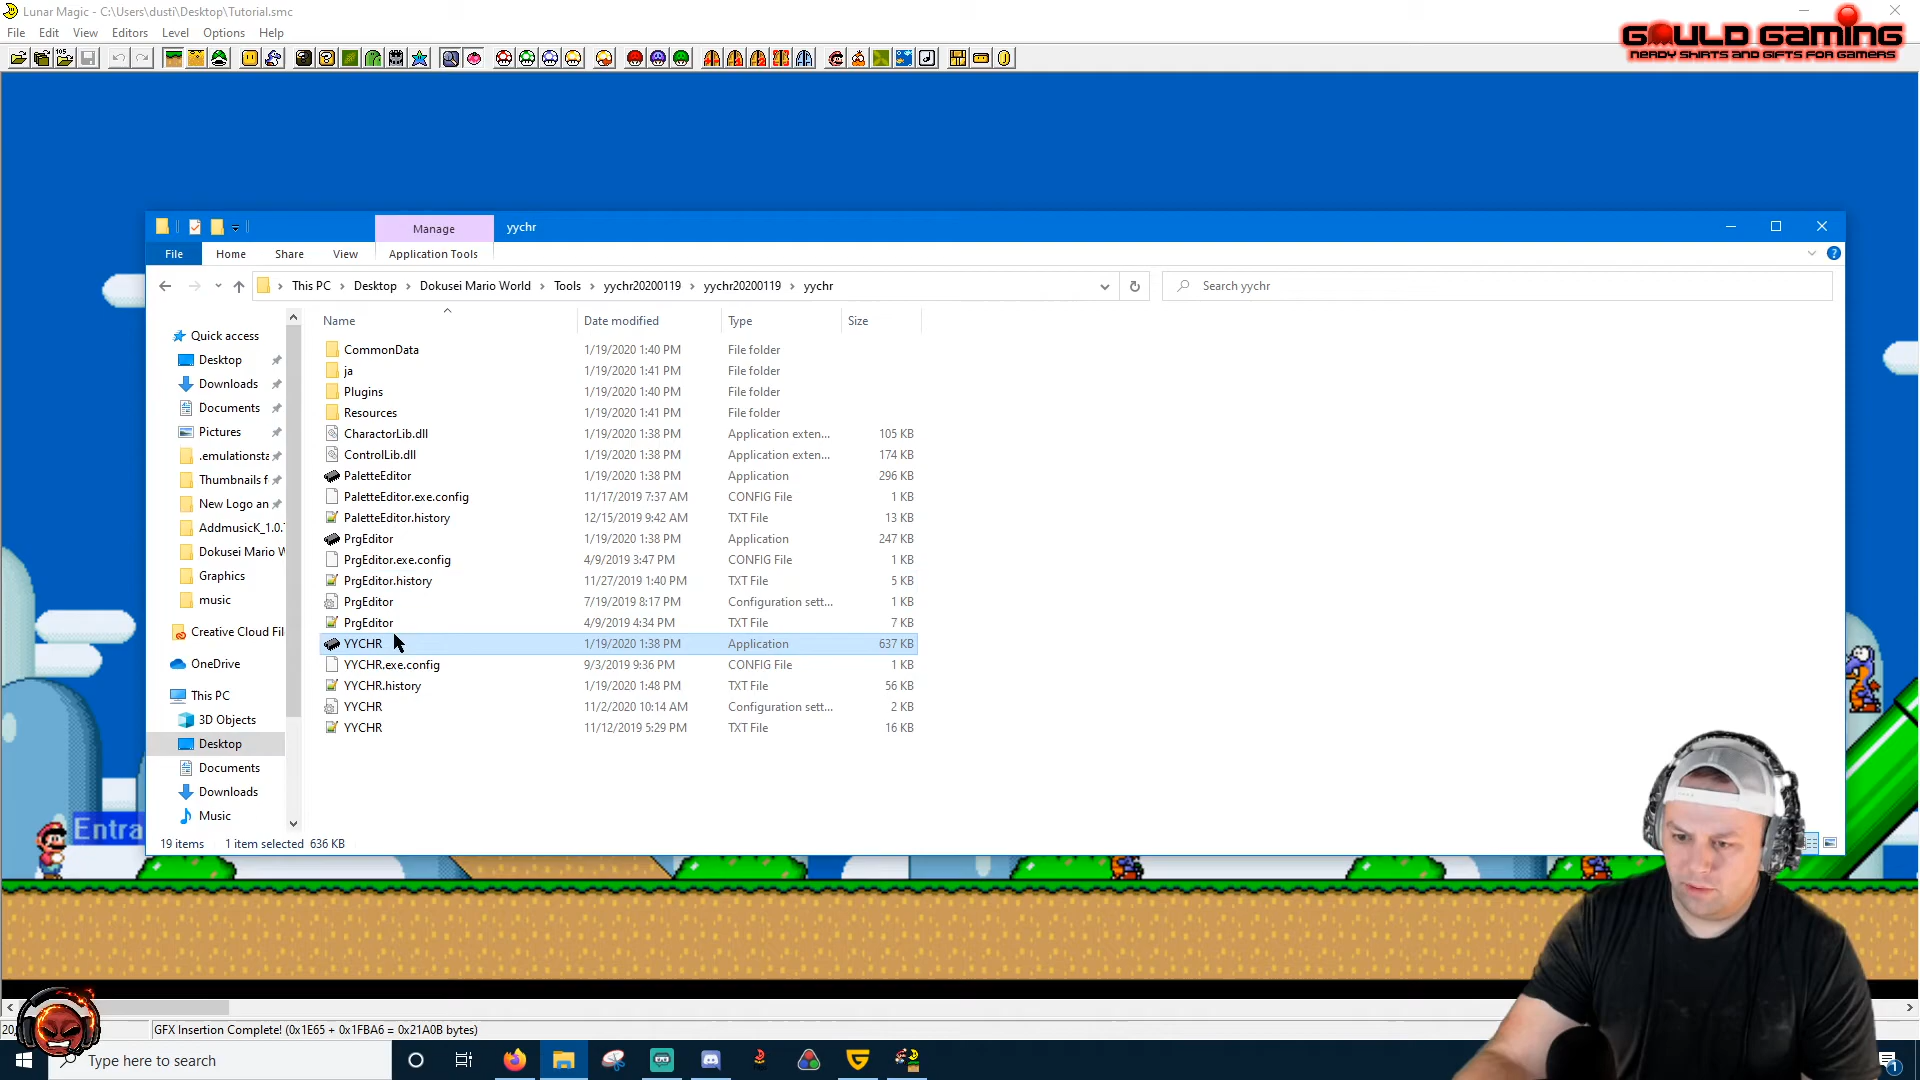 Lunar Magic - C:\Users\dusti\Desktop\Tutorial.smc
File Edit View Editors Level Options Help
GOULD GAMING
NERDY SHIRTS AND GIFTS FOR GAMERS
Manage yychr
File Home Share View Application Tools
This PC > Desktop > Dokusei Mario World > Tools > yychr20200119 > yychr20200119 > yychr
Search yychr
Name Date modified Type Size
Quick access
Desktop
Downloads
Documents
Pictures
.emulationsta
Thumbnails f
New Logo an
AddmusicK_1.0.
Dokusei Mario W
Graphics
music
Creative Cloud Fil
OneDrive
This PC
3D Objects
Desktop
Documents
Downloads
Music
CommonData 1/19/2020 1:40 PM File folder
ja 1/19/2020 1:41 PM File folder
Plugins 1/19/2020 1:40 PM File folder
Resources 1/19/2020 1:41 PM File folder
CharactorLib.dll 1/19/2020 1:38 PM Application exten... 105 KB
ControlLib.dll 1/19/2020 1:38 PM Application exten... 174 KB
PaletteEditor 1/19/2020 1:38 PM Application 296 KB
PaletteEditor.exe.config 11/17/2019 7:37 AM CONFIG File 1 KB
PaletteEditor.history 12/15/2019 9:42 AM TXT File 13 KB
PrgEditor 1/19/2020 1:38 PM Application 247 KB
PrgEditor.exe.config 4/9/2019 3:47 PM CONFIG File 1 KB
PrgEditor.history 11/27/2019 1:40 PM TXT File 5 KB
PrgEditor 7/19/2019 8:17 PM Configuration sett... 1 KB
PrgEditor 4/9/2019 4:34 PM TXT File 7 KB
YYCHR 1/19/2020 1:38 PM Application 637 KB
YYCHR.exe.config 9/3/2019 9:36 PM CONFIG File 1 KB
YYCHR.history 1/19/2020 1:48 PM TXT File 56 KB
YYCHR 11/2/2020 10:14 AM Configuration sett... 2 KB
YYCHR 11/12/2019 5:29 PM TXT File 16 KB
19 items 1 item selected 636 KB
Entra
GFX Insertion Complete! (0x1E65 + 0x1FBA6 = 0x21A0B bytes)
Type here to search
1